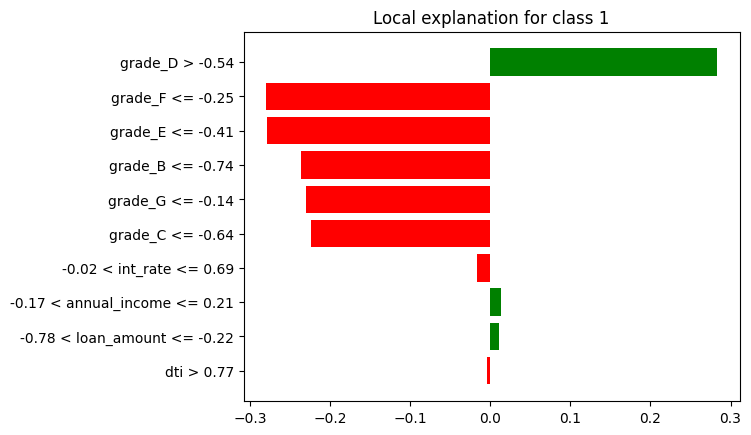 Local explanation for class 1
grade_D > -0.54
grade_F <= -0.25
grade_E <= -0.41
grade_B <= -0.74
grade_G <= -0.14
grade_C <= -0.64
-0.02 < int_rate <= 0.69
-0.17 < annual_income <= 0.21
-0.78 < loan_amount <= -0.22
dti > 0.77
−0.3 −0.2 −0.1 0.0 0.1 0.2 0.3